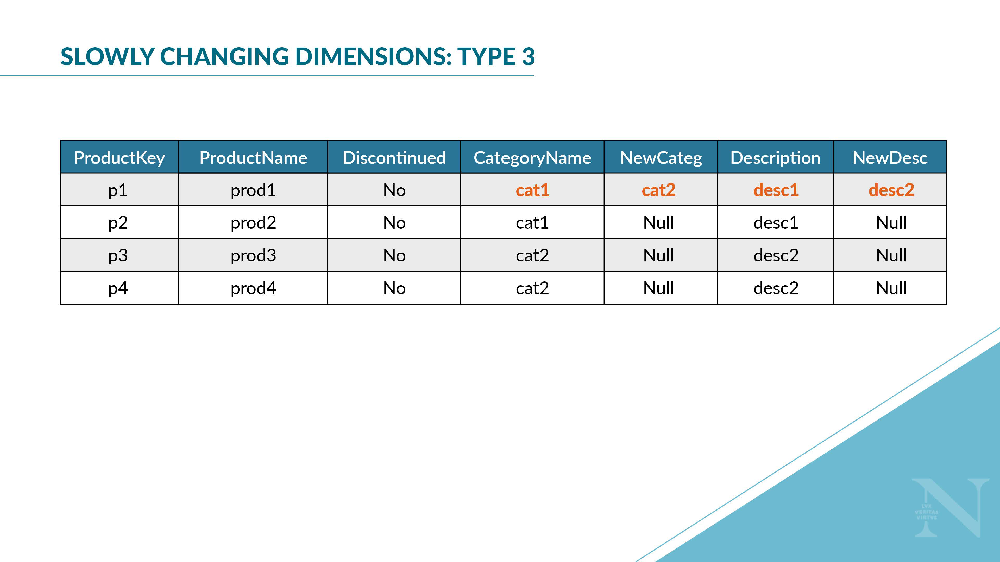 SLOWLY CHANGING DIMENSIONS: TYPE 3
ProductKey ProductName Discontinued CategoryName NewCateg Description NewDesc
p1 prod1 No cat1 cat2 desc1 desc2
p2 prod2 No cat1 Null desc1 Null
p3 prod3 No cat2 Null desc2 Null
p4 prod4 No cat2 Null desc2 Null
N
LVX
VERITAS
VIRTVS